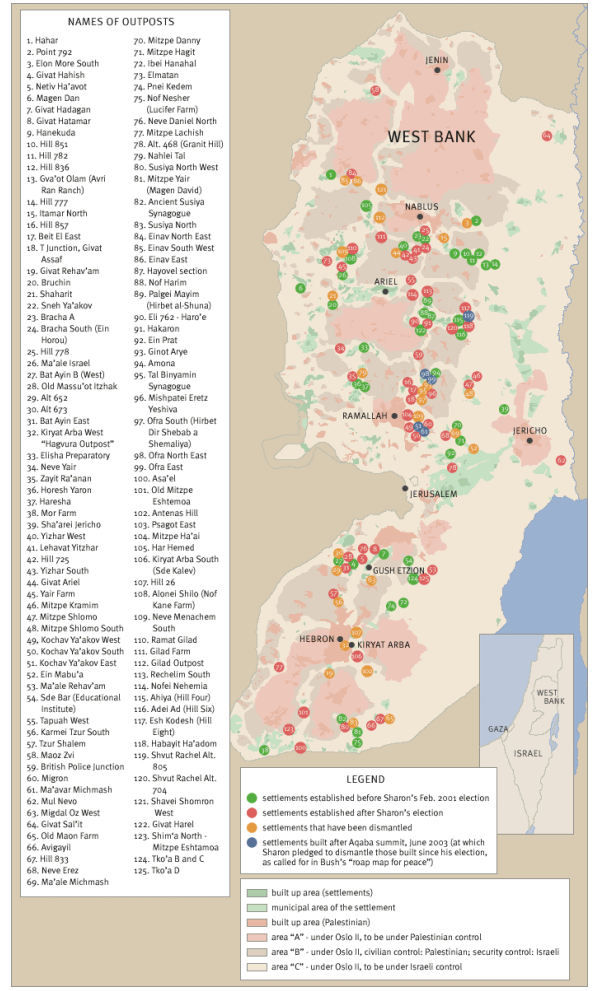 NAMES OF OUTPOSTS
1. Hahar
2. Point 792
3. Elon More South
4. Givat Hahish
5. Netiv Ha'avot
6. Magen Dan
7. Givat Hadagan
8. Givat Hatamar
9. Hanekuda
10. Hill 851
11. Hill 782
12. Hill 836
13. Gva'ot Olam (Avri
Ran Ranch)
14. Hill 777
15. Itamar North
16. Hill 857
17. Beit El East
18. T Junction, Givat
Assaf
19. Givat Rehav'am
20. Bruchin
21. Shaharit
22. Sneh Ya'akov
23. Bracha A
24. Bracha South (Ein
Horou)
25. Hill 778
26. Ma'ale Israel
27. Bat Ayin B (West)
28. Old Massu'ot Itzhak
29. Alt 652
30. Alt 673
31. Bat Ayin East
32. Kiryat Arba West
"Hagvura Outpost"
33. Elisha Preparatory
34. Neve Yair
35. Zayit Ra'anan
36. Horesh Yaron
37. Haresha
38. Mor Farm
39. Sha'arei Jericho
40. Yizhar West
41. Lehavat Yitzhar
42. Hill 725
43. Yizhar South
44. Givat Ariel
45. Yair Farm
46. Mitzpe Kramim
47. Mitzpe Shlomo
48. Mitzpe Shlomo South
49. Kochav Ya'akov West
50. Kochav Ya'akov South
51. Kochav Ya'akov East
52. Ein Mabu'a
53. Ma'ale Rehav'am
54. Sde Bar (Educational
Institute)
55. Tapuah West
56. Karmei Tzur South
57. Tzur Shalem
58. Maoz Zvi
59. British Police Junction
60. Migron
61. Ma'avar Michmash
62. Mul Nevo
63. Migdal Oz West
64. Givat Sal'it
65. Old Maon Farm
66. Avigayil
67. Hill 833
68. Neve Erez
69. Ma'ale Michmash
70. Mitzpe Danny
71. Mitzpe Hagit
72. Ibei Hanahal
73. Elmatan
74. Pnei Kedem
75. Nof Nesher
(Lucifer Farm)
76. Neve Daniel North
77. Mitzpe Lachish
78. Alt. 468 (Granit Hill)
79. Nahlei Tal
80. Susiya North West
81. Mitzpe Yair
(Magen David)
82. Ancient Susiya
Synagogue
83. Susiya North
84. Einav North East
85. Einav South West
86. Einav East
87. Hayovel section
88. Nof Harim
89. Palgei Mayim
(Hirbet al-Shuna)
90. Eli 762 - Haro'e
91. Hakaron
92. Ein Prat
93. Ginot Arye
94. Amona
95. Tal Binyamin
Synagogue
96. Mishpatei Eretz
Yeshiva
97. Ofra South (Hirbet
Dir Shebab a
Shemaliya)
98. Ofra North East
99. Ofra East
100. Asa'el
101. Old Mitzpe
Eshtemoa
102. Antenas Hill
103. Psagot East
104. Mitzpe Ha'ai
105. Har Hemed
106. Kiryat Arba South
(Sde Kalev)
107. Hill 26
108. Alonei Shilo (Nof
Kane Farm)
109. Neve Menachem
South
110. Ramat Gilad
111. Gilad Farm
112. Gilad Outpost
113. Rechelim South
114. Nofei Nehemia
115. Ahiya (Hill Four)
116. Adei Ad (Hill Six)
117. Esh Kodesh (Hill
Eight)
118. Habayit Ha'adom
119. Shvut Rachel Alt.
805
120. Shvut Rachel Alt.
704
121. Shavei Shomron
West
122. Givat Harel
123. Shim'a North -
Mitzpe Eshtamoa
124. Tko'a B and C
125. Tko'a D
JENIN
WEST BANK
NABLUS
ARIEL
RAMALLAH
JERICHO
JERUSALEM
GUSH ETZION
HEBRON
KIRYAT ARBA
WEST
BANK
GAZA
ISRAEL
LEGEND
settlements established before Sharon's Feb. 2001 election
settlements established after Sharon's election
settlements that have been dismantled
settlements built after Aqaba summit, June 2003 (at which
Sharon pledged to dismantle those built since his election,
as called for in Bush's "road map for peace")
built up area (settlements)
municipal area of the settlement
built up area (Palestinian)
area "A" - under Oslo II, to be under Palestinian control
area "B" - under Oslo II, civilian control: Palestinian; security control: Israeli
area "C" - under Oslo II, to be under Israeli control